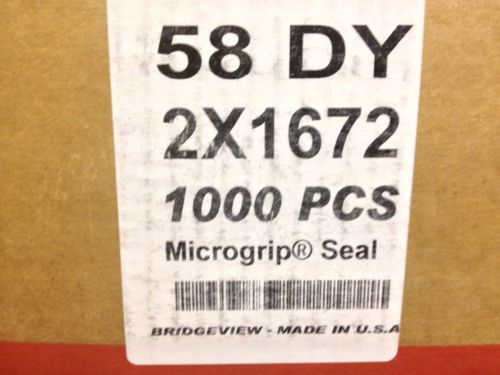 58 DY
2X1672
1000 PCS
Microgrip® Seal
BRIDGEVIEW - MADE IN U.S.A